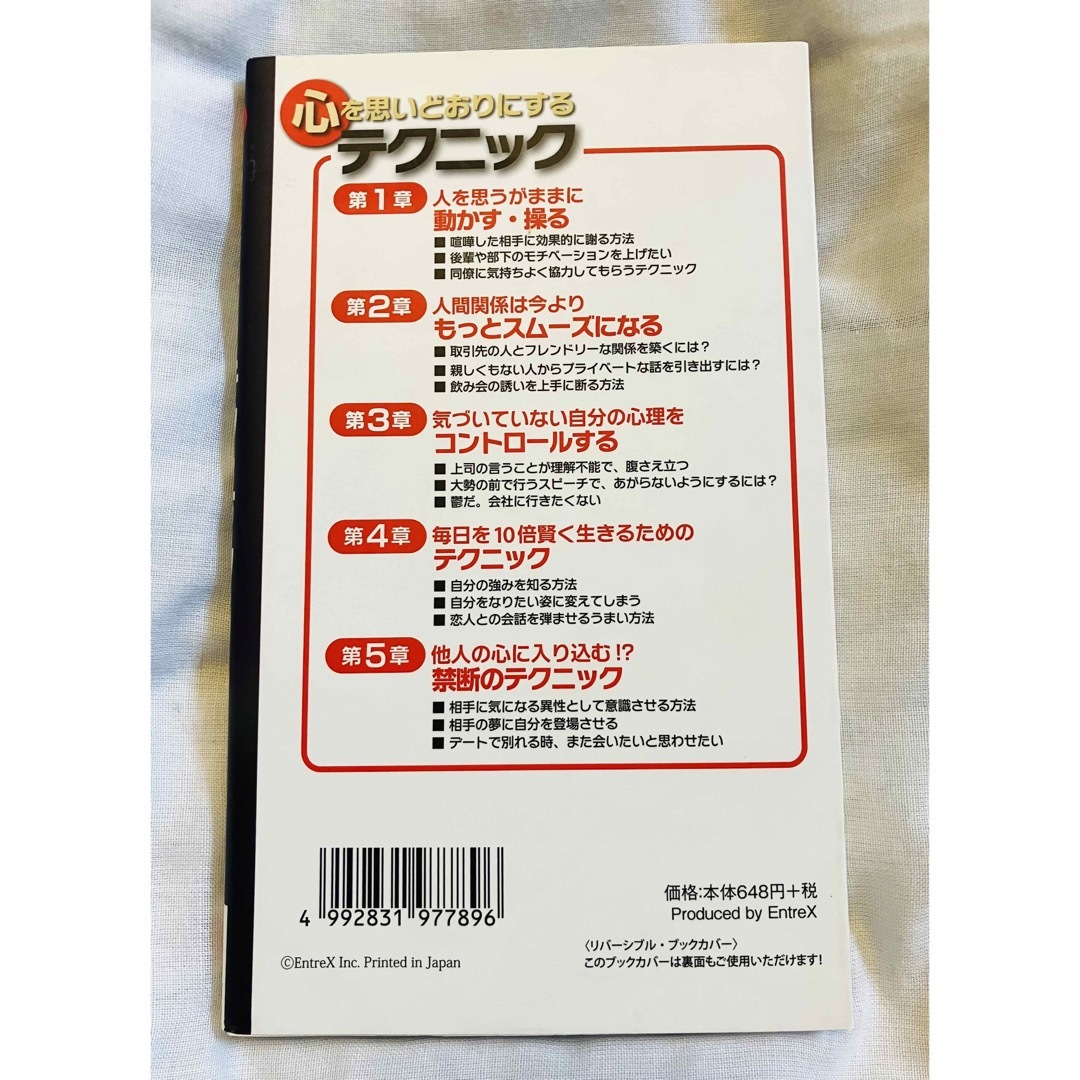 心を思いどおりにする
テクニック
第1章 人を思うがままに
動かす・操る
■ 喧嘩した相手に効果的に謝る方法
■ 後輩や部下のモチベーションを上げたい
■ 同僚に気持ちよく協力してもらうテクニック
第2章 人間関係は今より
もっとスムーズになる
■ 取引先の人とフレンドリーな関係を築くには？
■ 親しくもない人からプライベートな話を引き出すには？
■ 飲み会の誘いを上手に断る方法
第3章 気づいていない自分の心理を
コントロールする
■ 上司の言うことが理解不能で、腹さえ立つ
■ 大勢の前で行うスピーチで、あがらないようにするには？
■ 鬱だ。会社に行きたくない
第4章 毎日を10倍賢く生きるための
テクニック
■ 自分の強みを知る方法
■ 自分をなりたい姿に変えてしまう
■ 恋人との会話を弾ませるうまい方法
第5章 他人の心に入り込む!?
禁断のテクニック
■ 相手に気になる異性として意識させる方法
■ 相手の夢に自分を登場させる
■ デートで別れる時、また会いたいと思わせたい
4 992831 977896
価格:本体648円+税
Produced by EntreX
©EntreX Inc. Printed in Japan
〈リバーシブル・ブックカバー〉
このブックカバーは裏面もご使用いただけます!